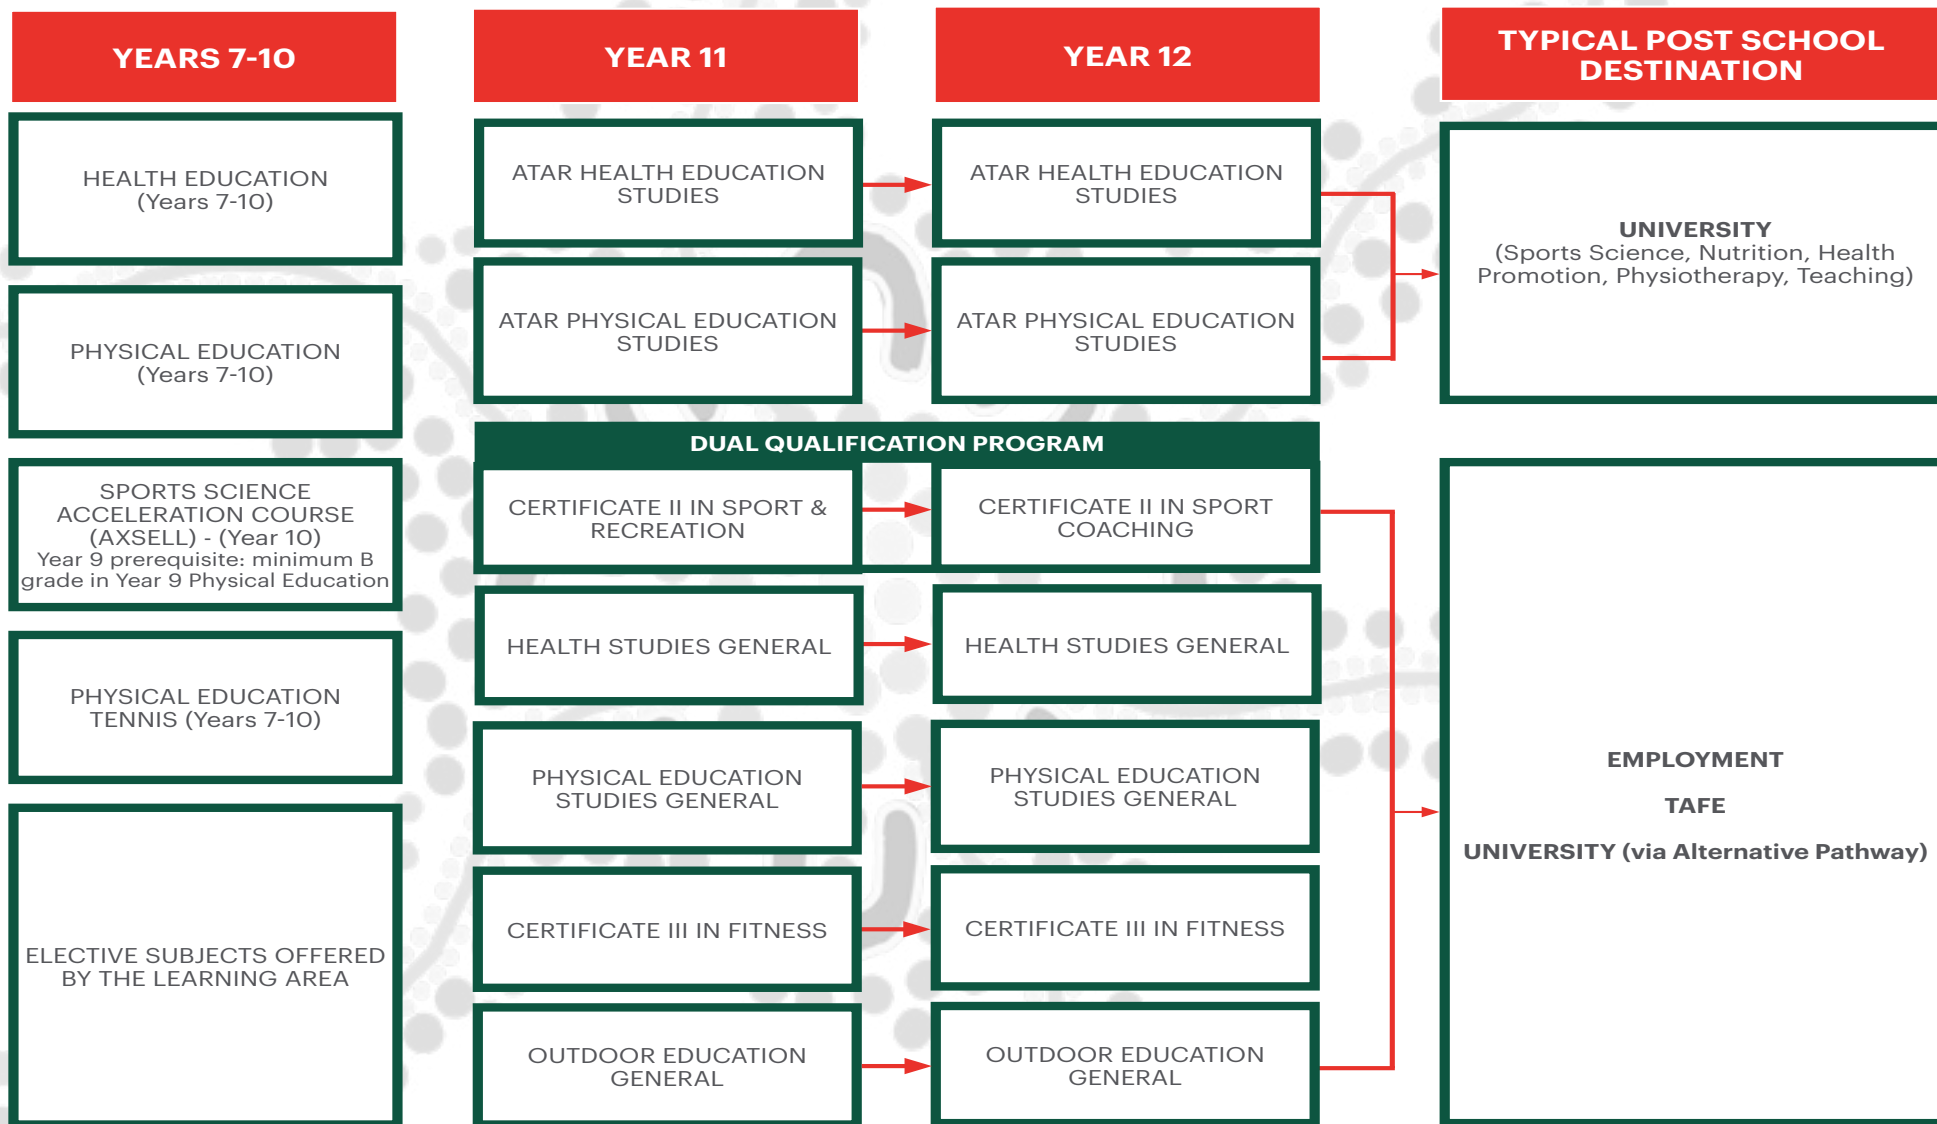 YEARS 7-10
HEALTH EDUCATION
(Years 7-10)
PHYSICAL EDUCATION
(Years 7-10)
SPORTS SCIENCE
ACCELERATION COURSE
(AXSELL) - (Year 10)
Year 9 prerequisite: minimum B
grade in Year 9 Physical Education
PHYSICAL EDUCATION
TENNIS (Years 7-10)
ELECTIVE SUBJECTS OFFERED
BY THE LEARNING AREA
YEAR 11
ATAR HEALTH EDUCATION
STUDIES
ATAR PHYSICAL EDUCATION
STUDIES
DUAL QUALIFICATION PROGRAM
CERTIFICATE II IN SPORT &
RECREATION
HEALTH STUDIES GENERAL
PHYSICAL EDUCATION
STUDIES GENERAL
CERTIFICATE III IN FITNESS
OUTDOOR EDUCATION
GENERAL
YEAR 12
ATAR HEALTH EDUCATION
STUDIES
ATAR PHYSICAL EDUCATION
STUDIES
CERTIFICATE II IN SPORT
COACHING
HEALTH STUDIES GENERAL
PHYSICAL EDUCATION
STUDIES GENERAL
CERTIFICATE III IN FITNESS
OUTDOOR EDUCATION
GENERAL
TYPICAL POST SCHOOL
DESTINATION
UNIVERSITY
(Sports Science, Nutrition, Health
Promotion, Physiotherapy, Teaching)
EMPLOYMENT
TAFE
UNIVERSITY (via Alternative Pathway)